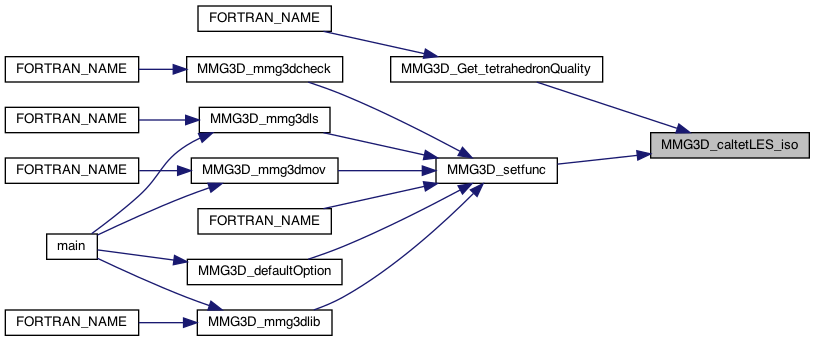 FORTRAN_NAME
FORTRAN_NAME
MMG3D_mmg3dcheck
MMG3D_Get_tetrahedronQuality
FORTRAN_NAME
MMG3D_mmg3dls
MMG3D_caltetLES_iso
FORTRAN_NAME
MMG3D_mmg3dmov
MMG3D_setfunc
FORTRAN_NAME
main
MMG3D_defaultOption
FORTRAN_NAME
MMG3D_mmg3dlib